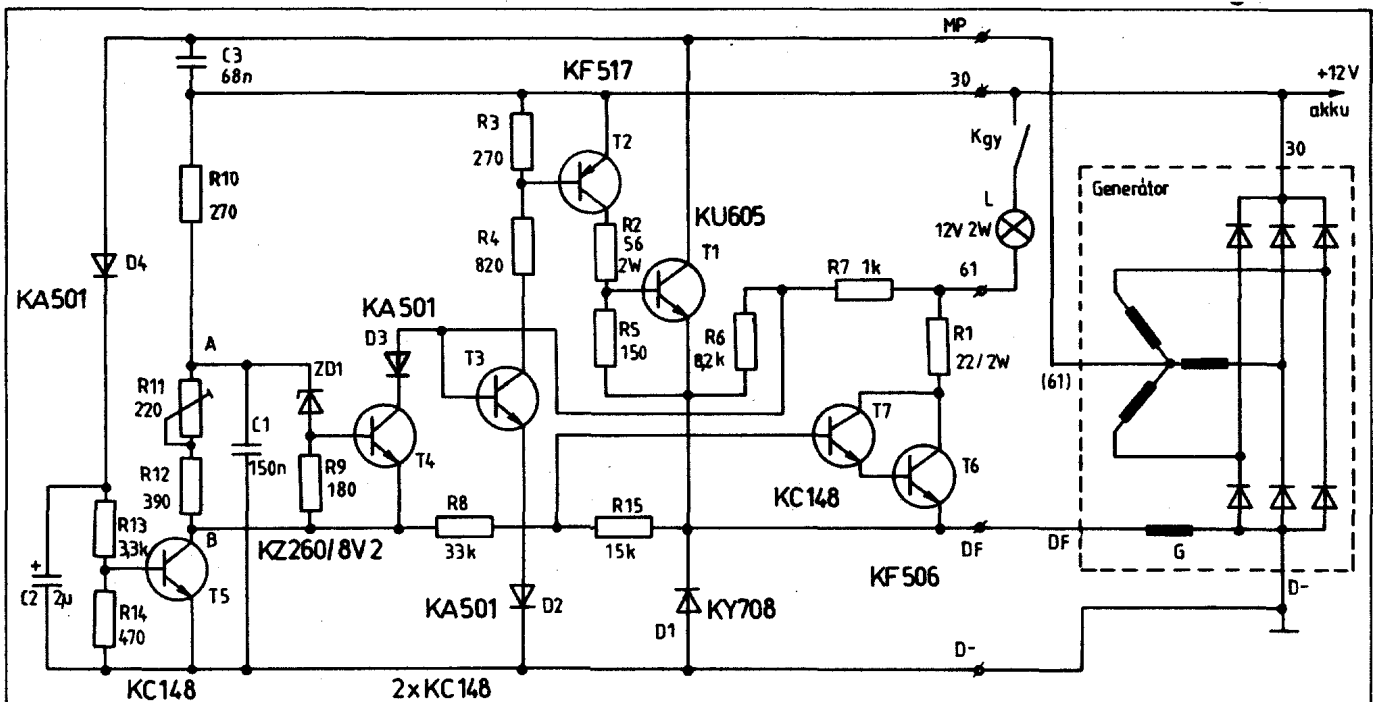 MP
C3
68n
KF517
30
+12V
akku
R3
270
T2
Kgy
30
R10
270
Generátor
R2
56
2W
KU605
L
12V 2W
D4
R4
820
T1
R7 1k
61
KA501
KA501
A
D3
R5
150
R6
8,2k
R1
22/2W
ZD1
T3
(61)
R11
220
C1
150n
T7
R12
390
R9
180
T4
T6
KC148
R13
3,3k
B
R8
33k
R15
15k
KZ260/8V2
DF
DF
G
+
C2 2µ
T5
KF506
R14
470
KA501
D2
KY708
D1
D-
D-
KC148
2xKC148